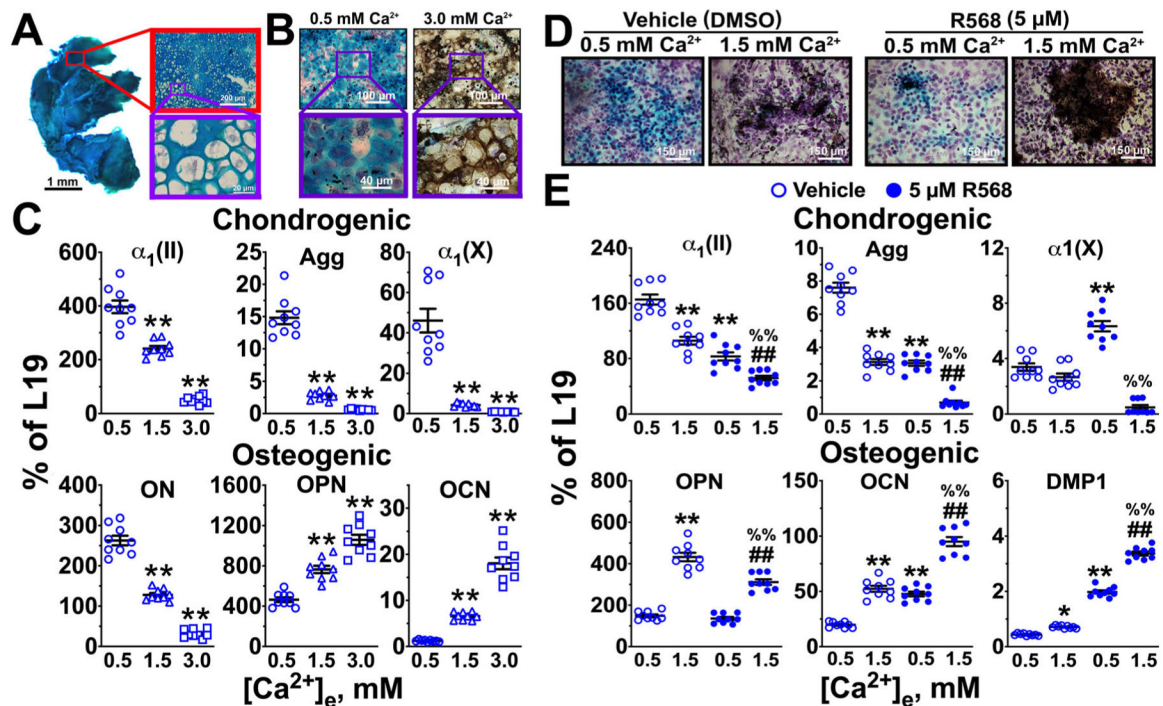 A
200 µm
20 µm
1 mm
B
0.5 mM Ca²⁺ 3.0 mM Ca²⁺
100 µm 100 µm
40 µm 40 µm
C
Chondrogenic
α₁(II) Agg α₁(X)
600 25 80
400 20 60
200 15 40
0 10 20
5 0
0
** ** ** ** ** **
0.5 1.5 3.0 0.5 1.5 3.0 0.5 1.5 3.0
% of L19
Osteogenic
ON OPN OCN
400 1600 35
300 1200 20
200 800 10
100 400 0
0 0
** ** ** ** ** **
0.5 1.5 3.0 0.5 1.5 3.0 0.5 1.5 3.0
[Ca²⁺]e, mM
D
Vehicle (DMSO) R568 (5 µM)
0.5 mM Ca²⁺ 1.5 mM Ca²⁺ 0.5 mM Ca²⁺ 1.5 mM Ca²⁺
150 µm 150 µm 150 µm 150 µm
E
Vehicle 5 µM R568
Chondrogenic
α₁(II) Agg α1(X)
240 6 12
160 4 8
80 2 4
0 0 0
8
** ** %% ** ** %% ** %%
## ##
0.5 1.5 0.5 1.5 0.5 1.5 0.5 1.5 0.5 1.5 0.5 1.5
% of L19
Osteogenic
OPN OCN DMP1
800 150 6
600 100 4
400 50 2
200 0 0
0
** %% ** ** %% * ** %%
## ## ##
0.5 1.5 0.5 1.5 0.5 1.5 0.5 1.5 0.5 1.5 0.5 1.5
[Ca²⁺]e, mM